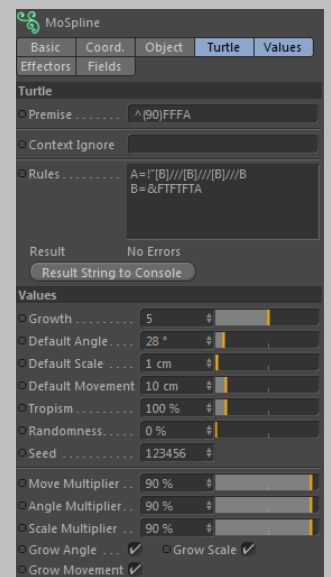 MoSpline
Basic Coord. Object Turtle Values
Effectors Fields
Turtle
Premise . . . . . . . ^(90)FFFA
Context Ignore
Rules . . . . . . . . . A=!"[B]///[B]///[B]///B
B=&FTFTFTA
Result No Errors
Result String to Console
Values
Growth . . . . . . . . . 5
Default Angle. . . . 28 °
Default Scale . . . . 1 cm
Default Movement 10 cm
Tropism . . . . . . . . 100 %
Randomness. . . . . 0 %
Seed . . . . . . . . . . . 123456
Move Multiplier. . 90 %
Angle Multiplier. . 90 %
Scale Multiplier . . 90 %
Grow Angle . . . ✔ Grow Scale ✔
Grow Movement ✔